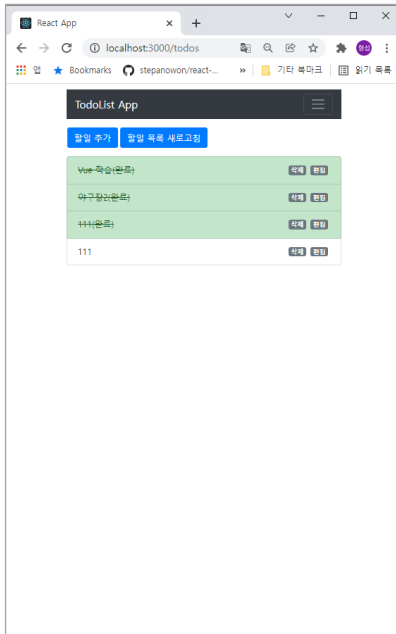 React App
localhost:3000/todos
형섭
앱 Bookmarks stepanowon/react-... » 기타 북마크 읽기 목록
TodoList App
할일 추가 할일 목록 새로고침
Vue 학습(완료) 삭제 편집
야구장2(완료) 삭제 편집
111(완료) 삭제 편집
111 삭제 편집